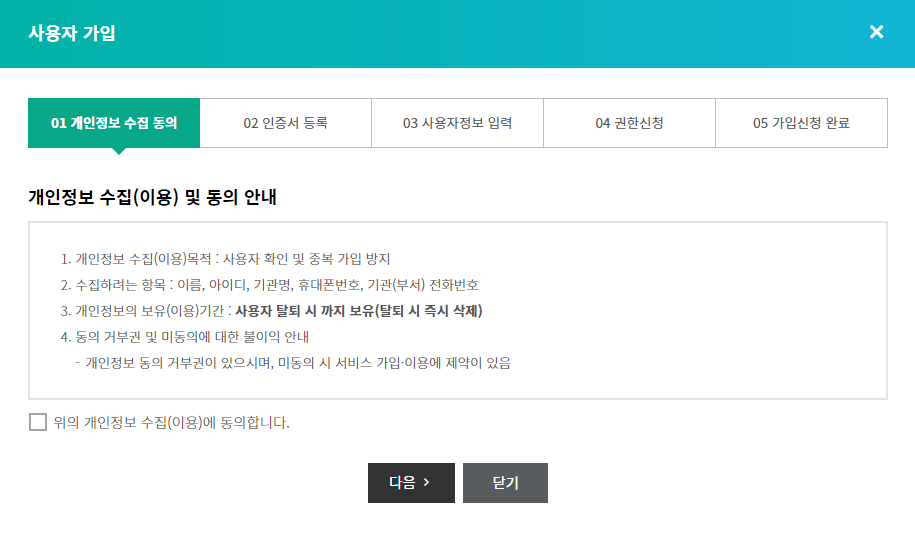 사용자 가입
×
01 개인정보 수집 동의
02 인증서 등록
03 사용자정보 입력
04 권한신청
05 가입신청 완료
개인정보 수집(이용) 및 동의 안내
1. 개인정보 수집(이용)목적 : 사용자 확인 및 중복 가입 방지
2. 수집하려는 항목 : 이름, 아이디, 기관명, 휴대폰번호, 기관(부서) 전화번호
3. 개인정보의 보유(이용)기간 : 사용자 탈퇴 시 까지 보유(탈퇴 시 즉시 삭제)
4. 동의 거부권 및 미동의에 대한 불이익 안내
- 개인정보 동의 거부권이 있으시며, 미동의 시 서비스 가입·이용에 제약이 있음
위의 개인정보 수집(이용)에 동의합니다.
다음 >
닫기